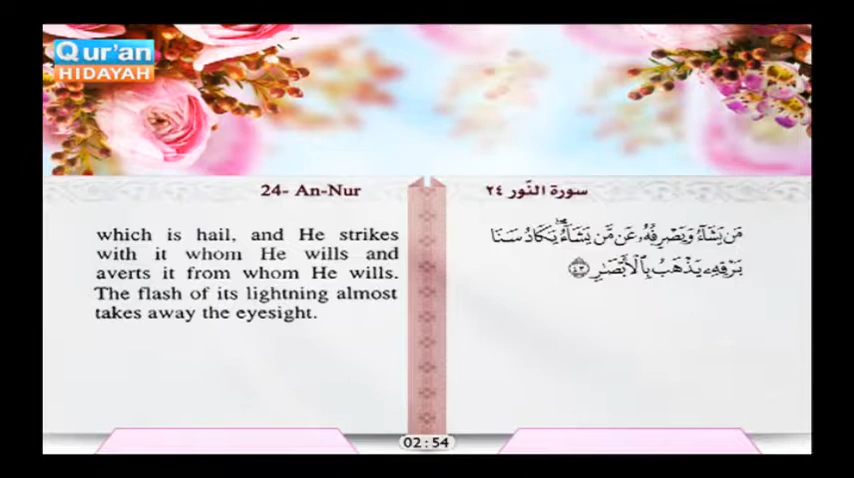 Qur'an
HIDAYAH
24- An-Nur
which is hail, and He strikes
with it whom He wills and
averts it from whom He wills.
The flash of its lightning almost
takes away the eyesight.
سورة النّور ٢٤
مَن يَشَآءُ وَيَصْرِفُهُۥ عَن مَّن يَشَآءُ ۖ يَكَادُ سَنَا
بَرْقِهِۦ يَذْهَبُ بِٱلْأَبْصَـٰرِ ٤٣
02:54